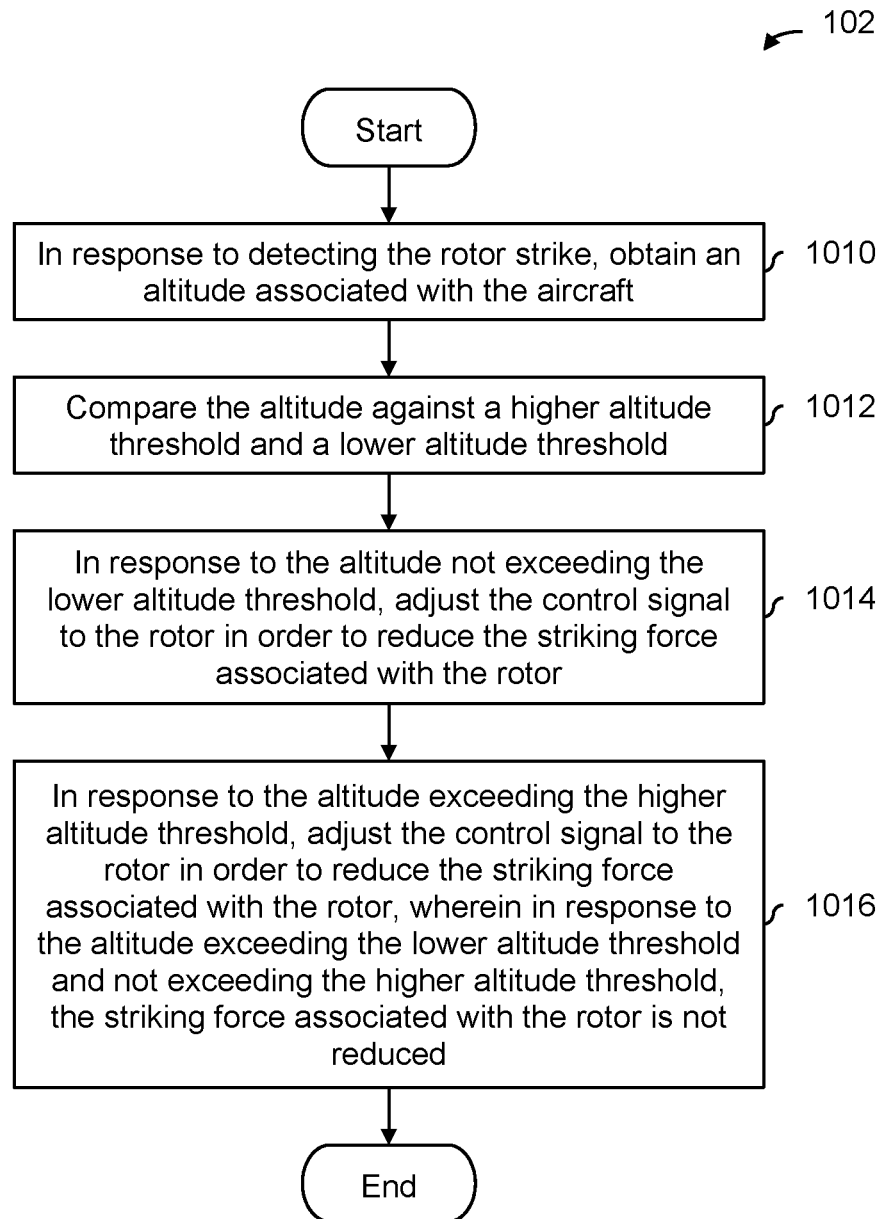 102
Start
In response to detecting the rotor strike, obtain an
altitude associated with the aircraft
1010
Compare the altitude against a higher altitude
threshold and a lower altitude threshold
1012
In response to the altitude not exceeding the
lower altitude threshold, adjust the control signal
to the rotor in order to reduce the striking force
associated with the rotor
1014
In response to the altitude exceeding the higher
altitude threshold, adjust the control signal to the
rotor in order to reduce the striking force
associated with the rotor, wherein in response to
the altitude exceeding the lower altitude threshold
and not exceeding the higher altitude threshold,
the striking force associated with the rotor is not
reduced
1016
End